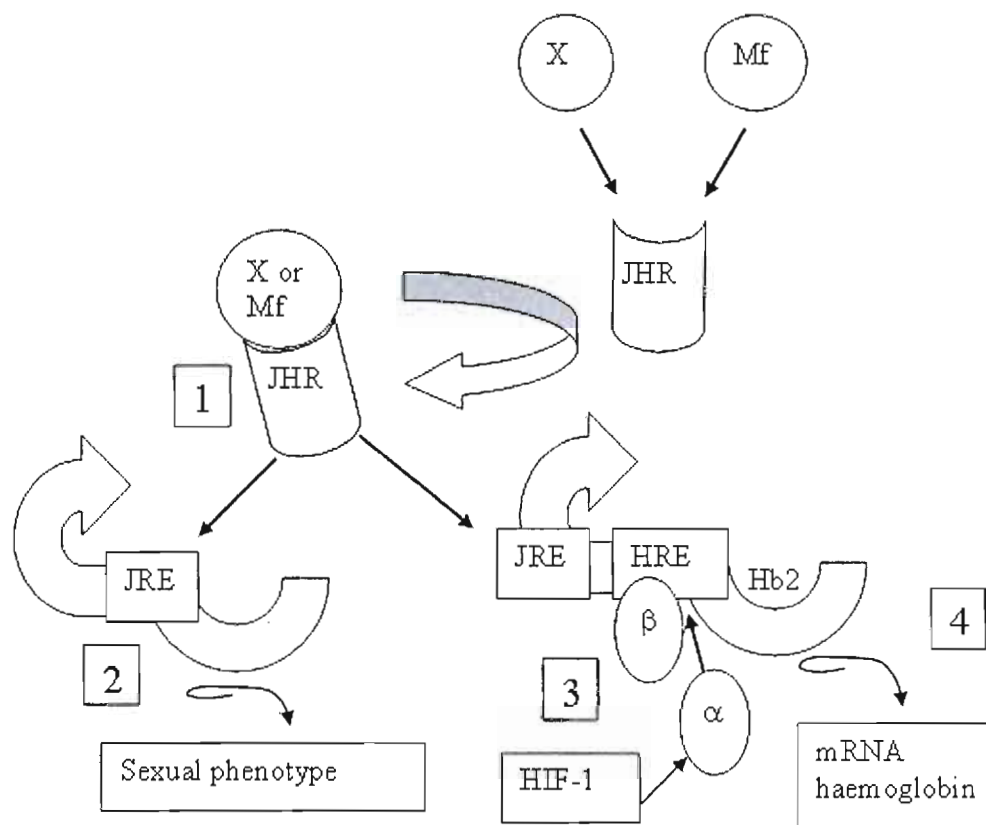 X
Mf
JHR
X or
Mf
JHR
1
JRE
JRE
HRE
Hb2
β
4
2
3
α
Sexual phenotype
HIF-1
mRNA
haemoglobin